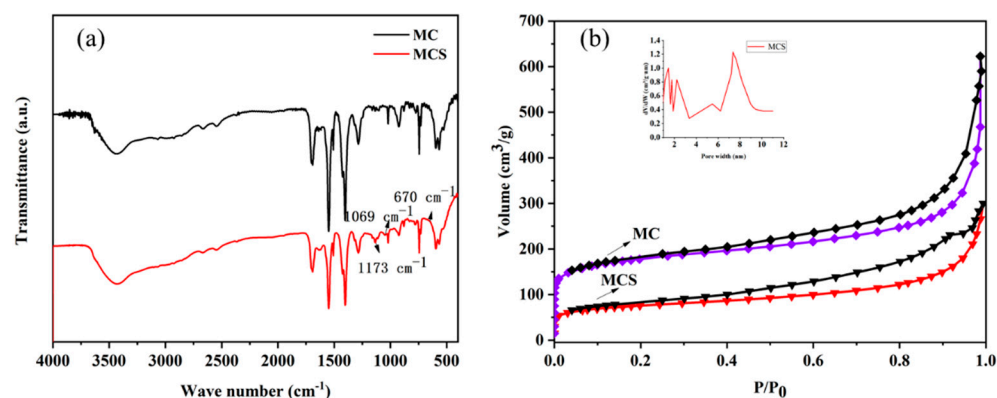 (a)
MC
MCS
Transmittance (a.u.)
670 cm⁻¹
1069 cm⁻¹
1173 cm⁻¹
4000 3500 3000 2500 2000 1500 1000 500
Wave number (cm⁻¹)
(b)
700
600
500
400
300
200
100
0
Volume (cm³/g)
MCS
1.4
1.2
1.0
0.8
0.6
0.4
0.2
0.0
dV/dW (cm³/g·nm)
2 4 6 8 10 12
Pore width (nm)
MC
MCS
0.0 0.2 0.4 0.6 0.8 1.0
P/P₀